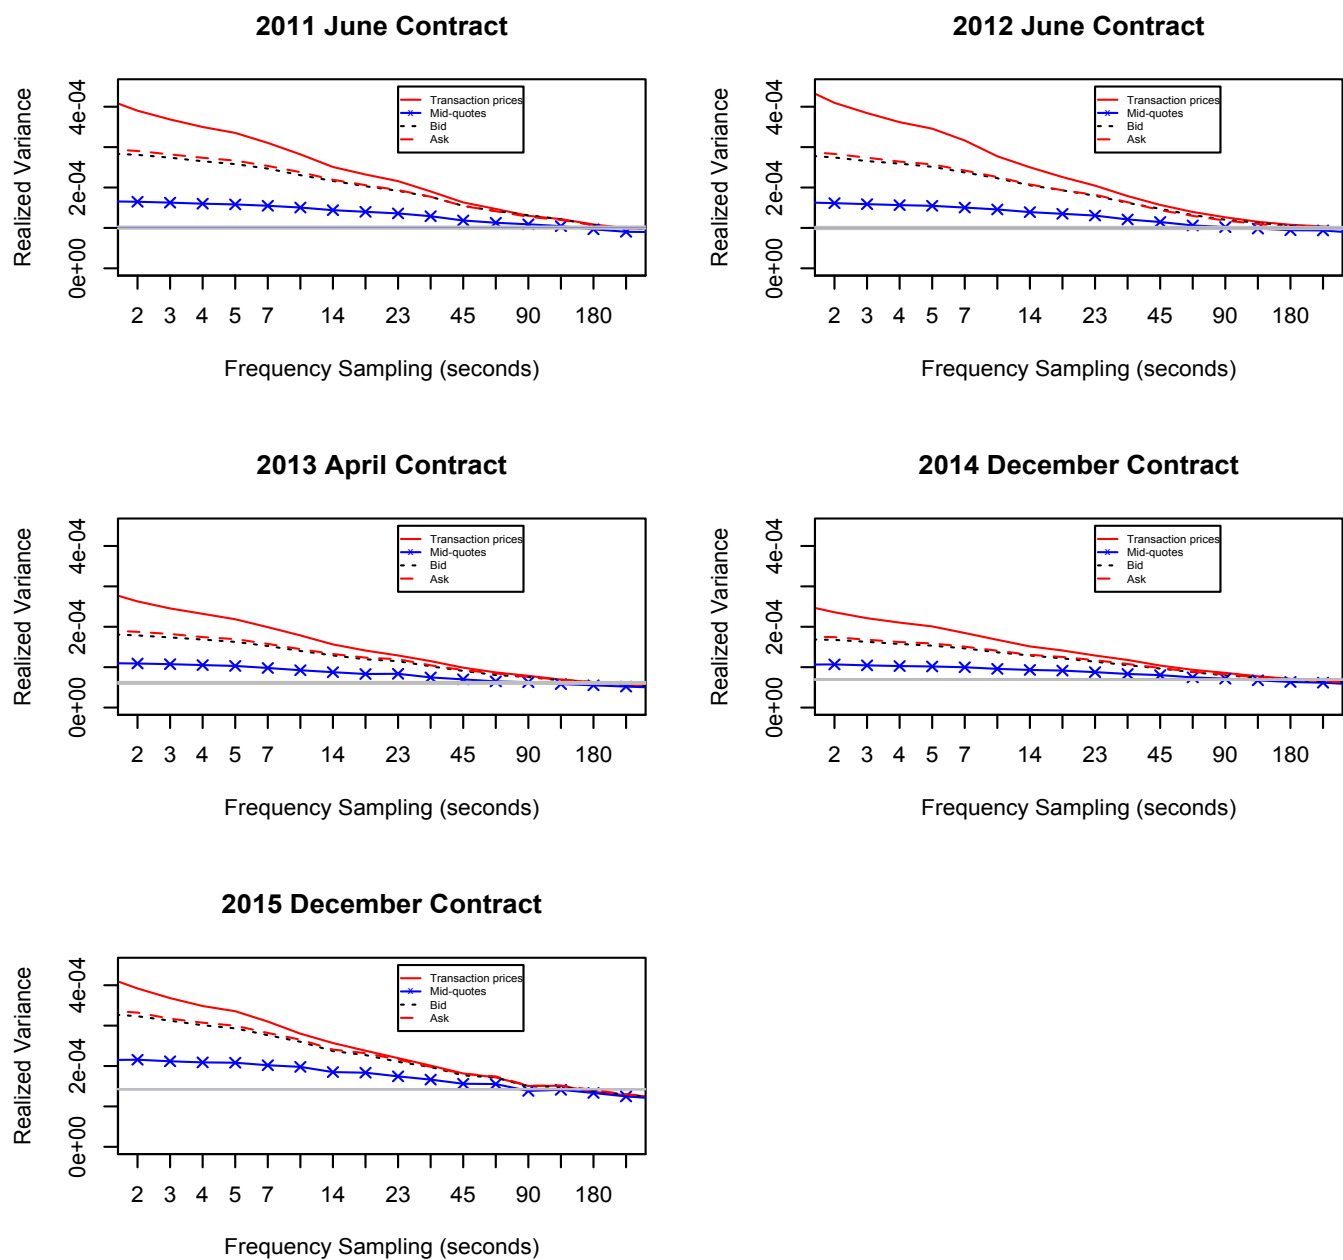 2011 June Contract
Realized Variance
0e+00 2e-04 4e-04
Transaction prices
Mid-quotes
Bid
Ask
2 3 4 5 7 14 23 45 90 180
Frequency Sampling (seconds)
2012 June Contract
Realized Variance
0e+00 2e-04 4e-04
Transaction prices
Mid-quotes
Bid
Ask
2 3 4 5 7 14 23 45 90 180
Frequency Sampling (seconds)
2013 April Contract
Realized Variance
0e+00 2e-04 4e-04
Transaction prices
Mid-quotes
Bid
Ask
2 3 4 5 7 14 23 45 90 180
Frequency Sampling (seconds)
2014 December Contract
Realized Variance
0e+00 2e-04 4e-04
Transaction prices
Mid-quotes
Bid
Ask
2 3 4 5 7 14 23 45 90 180
Frequency Sampling (seconds)
2015 December Contract
Realized Variance
0e+00 2e-04 4e-04
Transaction prices
Mid-quotes
Bid
Ask
2 3 4 5 7 14 23 45 90 180
Frequency Sampling (seconds)